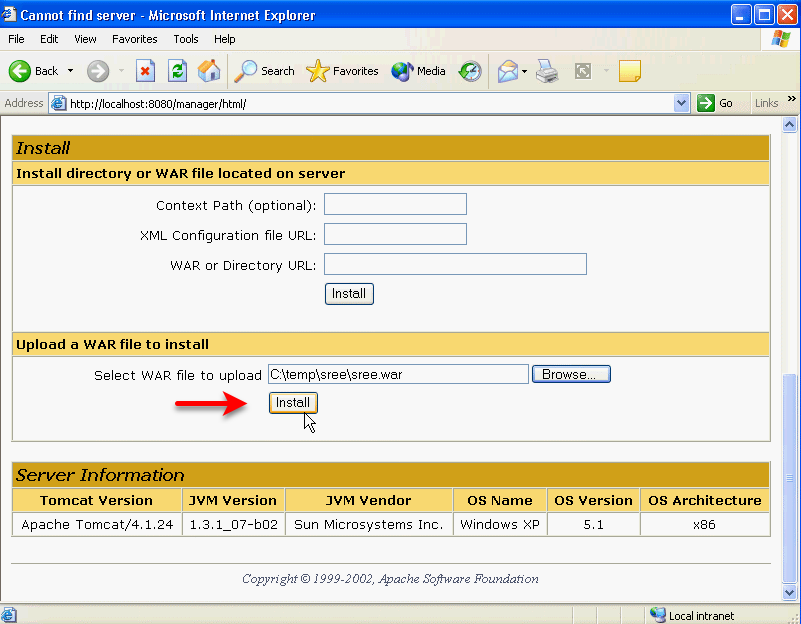 Cannot find server - Microsoft Internet Explorer
File Edit View Favorites Tools Help
Back Search Favorites Media
Address http://localhost:8080/manager/html/ Go Links »
Install
Install directory or WAR file located on server
Context Path (optional):
XML Configuration file URL:
WAR or Directory URL:
Install
Upload a WAR file to install
Select WAR file to upload C:\temp\sree\sree.war Browse...
Install
Server Information
Tomcat Version JVM Version JVM Vendor OS Name OS Version OS Architecture
Apache Tomcat/4.1.24 1.3.1_07-b02 Sun Microsystems Inc. Windows XP 5.1 x86
Copyright © 1999-2002, Apache Software Foundation
Local intranet